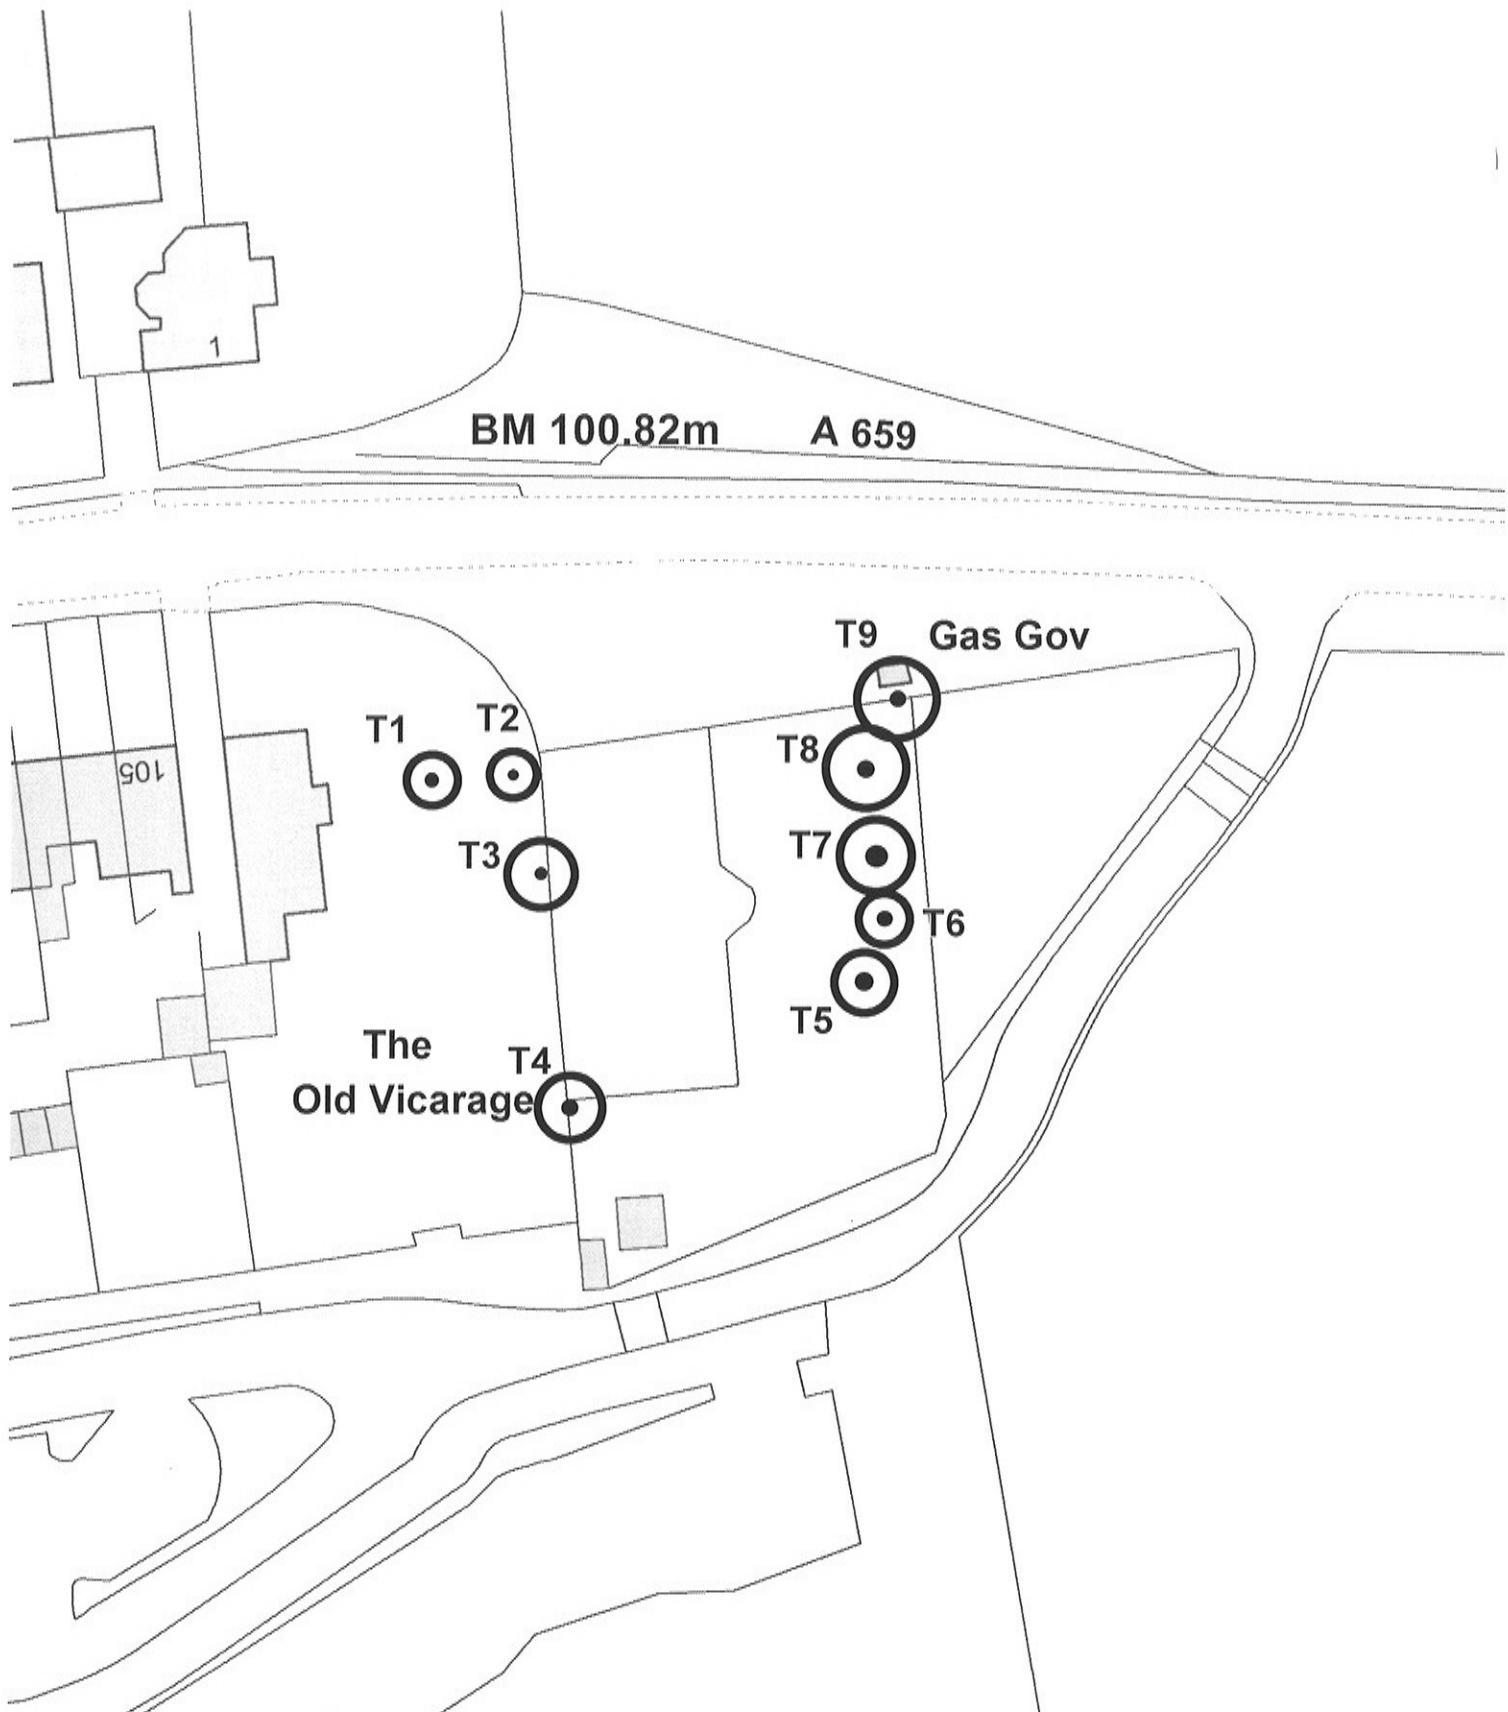 1
BM 100.82m A 659
T9 Gas Gov
T1 T2
T8
105
T7
T3
T6
T5
The
Old Vicarage
T4